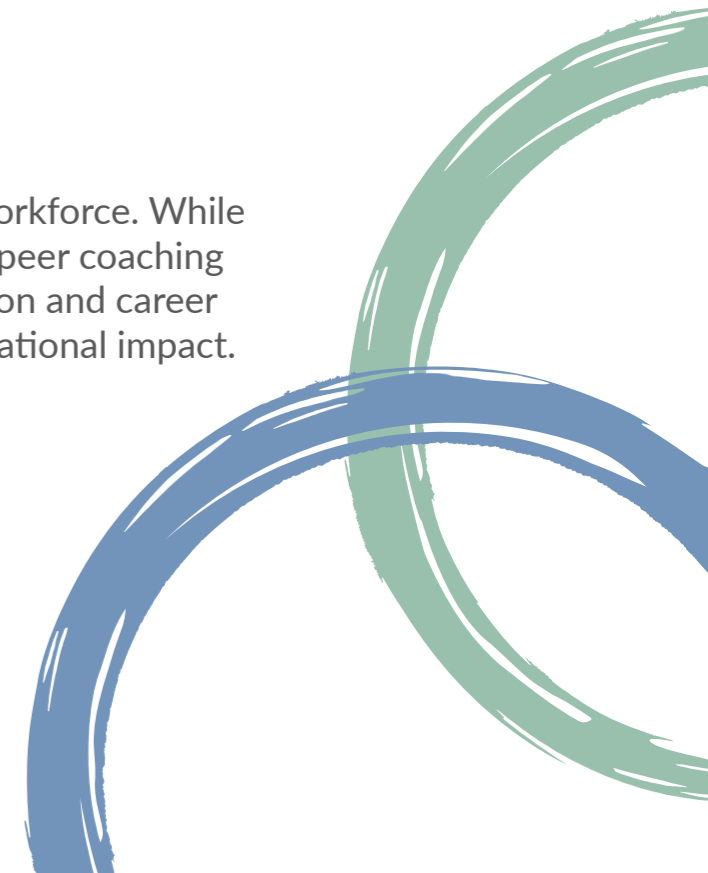 orkforce. While
peer coaching
on and career
ational impact.